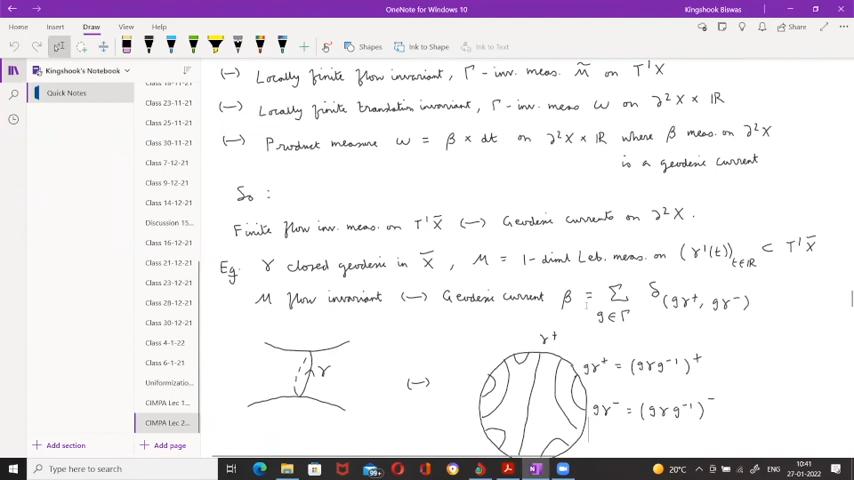 OneNote for Windows 10
Kingshook Biswas
Home Insert Draw View Help
Share
Shapes Ink to Shape Ink to Text
Kingshook's Notebook
Quick Notes
Class 23-11-21
Class 25-11-21
Class 30-11-21
Class 7-12-21
Class 9-12-21
Class 14-12-21
Discussion 15...
Class 16-12-21
Class 21-12-21
Class 23-12-21
Class 28-12-21
Class 30-12-21
Class 4-1-22
Class 6-1-21
Uniformizatio...
CIMPA Lec 1...
CIMPA Lec 2...
Add section
Add page
(—) Locally finite flow invariant, Γ-inv. meas. m̃ on T'X
(—) Locally finite translation invariant, Γ-inv. meas ω on ∂²X × IR
(—) Product measure ω = β × dt on ∂²X × IR where β meas. on ∂²X
is a geodesic current
So :
Finite flow inv. meas. on T'X̄ (—) Geodesic currents on ∂²X.
Eg. γ closed geodesic in X̄, μ = 1-diml Leb. meas. on (γ'(t))t∈IR ⊂ T'X̄
μ flow invariant (—) Geodesic current β = Σg∈Γ δ(gγ⁺, gγ⁻)
γ⁺
γ
(—)
gγ⁺ = (gγg⁻¹)⁺
gγ⁻ = (gγg⁻¹)⁻
Type here to search
99+
20°C
ENG
10:41
27-01-2022